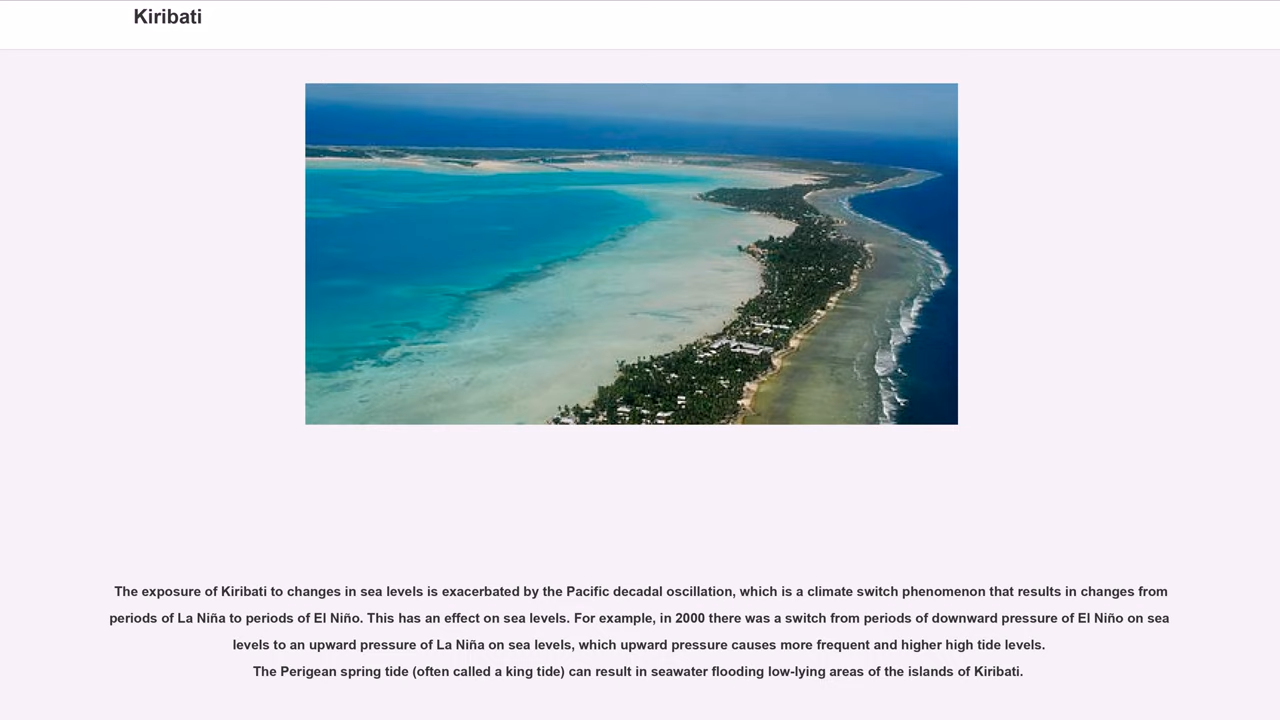 Kiribati
The exposure of Kiribati to changes in sea levels is exacerbated by the Pacific decadal oscillation, which is a climate switch phenomenon that results in changes from
periods of La Niña to periods of El Niño. This has an effect on sea levels. For example, in 2000 there was a switch from periods of downward pressure of El Niño on sea
levels to an upward pressure of La Niña on sea levels, which upward pressure causes more frequent and higher high tide levels.
The Perigean spring tide (often called a king tide) can result in seawater flooding low-lying areas of the islands of Kiribati.